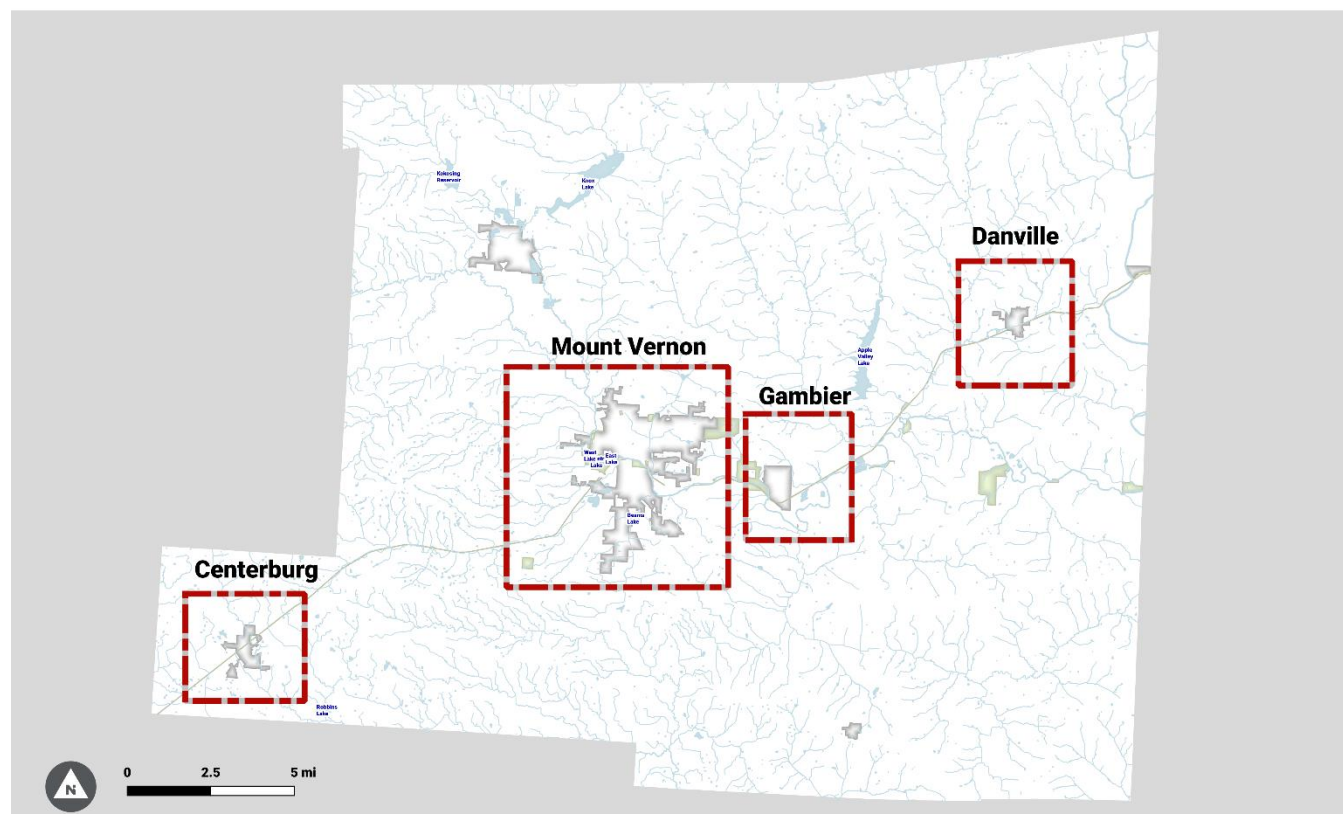 Kokosing
Reservoir
Knox
Lake
Danville
Mount Vernon
Apple
Valley
Lake
Gambier
West
Lake
Lake
East
Lake
Lake
Centerburg
Robbins
Lake
0 2.5 5 mi
N